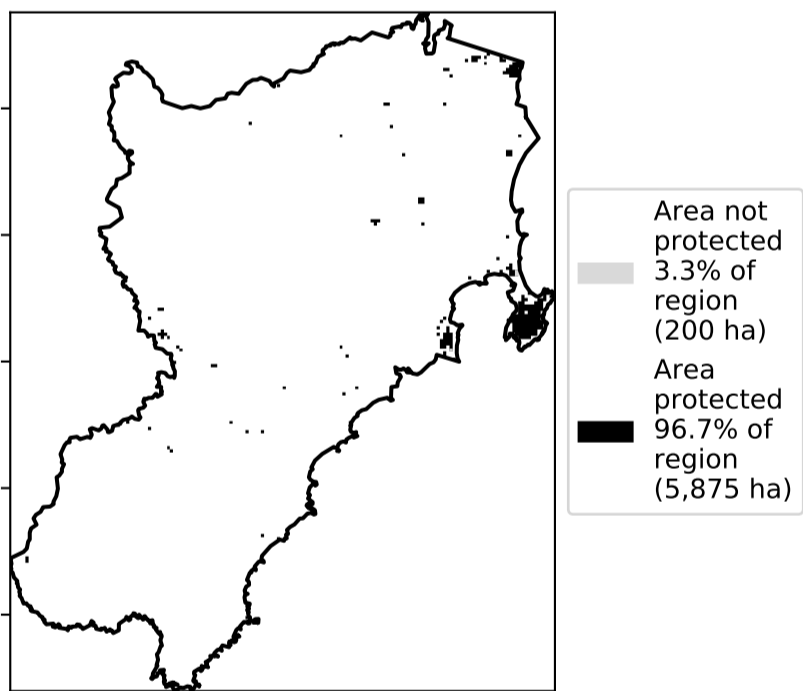 Area not
protected
3.3% of
region
(200 ha)
Area
protected
96.7% of
region
(5,875 ha)